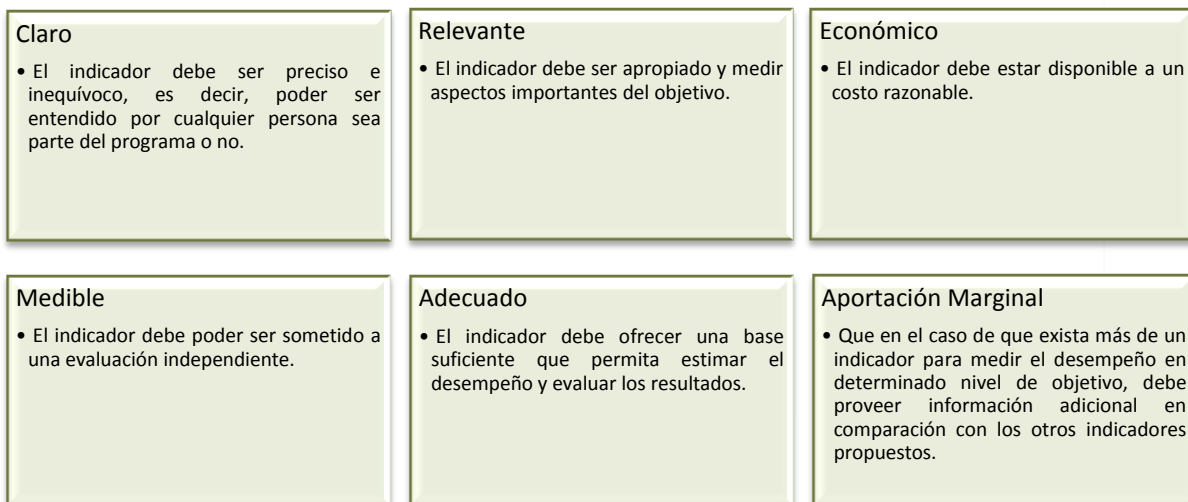 Claro
• El indicador debe ser preciso e
inequívoco, es decir, poder ser
entendido por cualquier persona sea
parte del programa o no.
Relevante
• El indicador debe ser apropiado y medir
aspectos importantes del objetivo.
Económico
• El indicador debe estar disponible a un
costo razonable.
Medible
• El indicador debe poder ser sometido a
una evaluación independiente.
Adecuado
• El indicador debe ofrecer una base
suficiente que permita estimar el
desempeño y evaluar los resultados.
Aportación Marginal
• Que en el caso de que exista más de un
indicador para medir el desempeño en
determinado nivel de objetivo, debe
proveer información adicional en
comparación con los otros indicadores
propuestos.